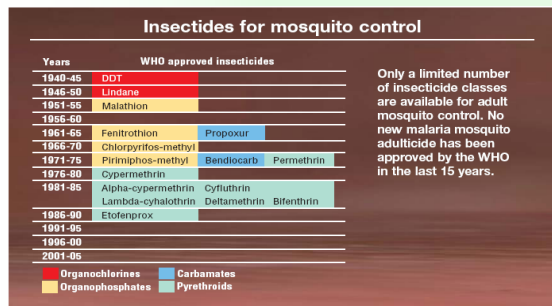 Insectides for mosquito control
Years WHO approved insecticides
1940-45 DDT
1946-50 Lindane
1951-55 Malathion
1956-60
1961-65 Fenitrothion Propoxur
1966-70 Chlorpyrifos-methyl
1971-75 Pirimiphos-methyl Bendiocarb Permethrin
1976-80 Cypermethrin
1981-85 Alpha-cypermethrin Cyfluthrin
Lambda-cyhalothrin Deltamethrin Bifenthrin
1986-90 Etofenprox
1991-95
1996-00
2001-05
Organochlorines Carbamates
Organophosphates Pyrethroids
Only a limited number
of insecticide classes
are available for adult
mosquito control. No
new malaria mosquito
adulticide has been
approved by the WHO
in the last 15 years.